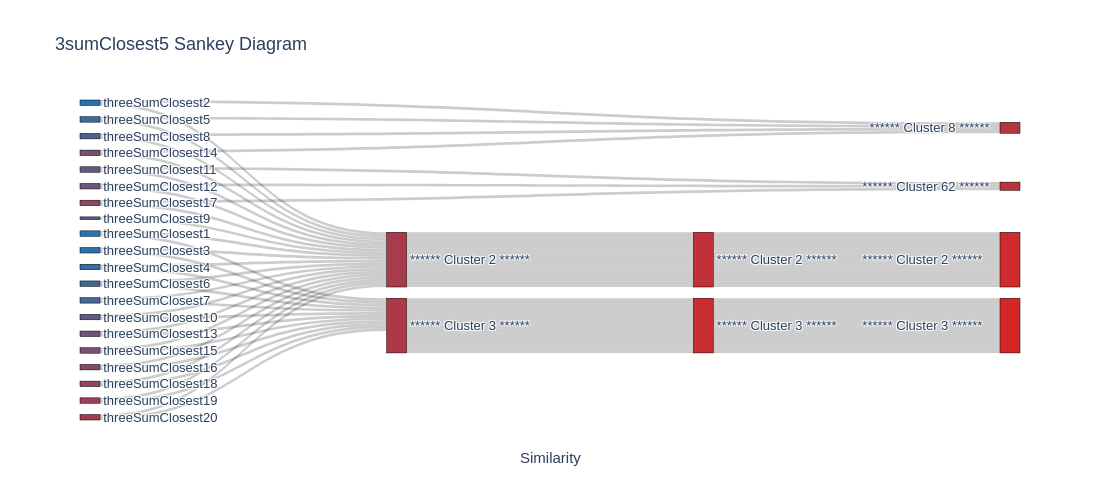 3sumClosest5 Sankey Diagram
threeSumClosest2
threeSumClosest5
threeSumClosest8
threeSumClosest14
threeSumClosest11
threeSumClosest12
threeSumClosest17
threeSumClosest9
threeSumClosest1
threeSumClosest3
threeSumClosest4
threeSumClosest6
threeSumClosest7
threeSumClosest10
threeSumClosest13
threeSumClosest15
threeSumClosest16
threeSumClosest18
threeSumClosest19
threeSumClosest20
****** Cluster 2 ******
****** Cluster 3 ******
****** Cluster 2 ******
****** Cluster 3 ******
****** Cluster 8 ******
****** Cluster 62 ******
****** Cluster 2 ******
****** Cluster 3 ******
Similarity